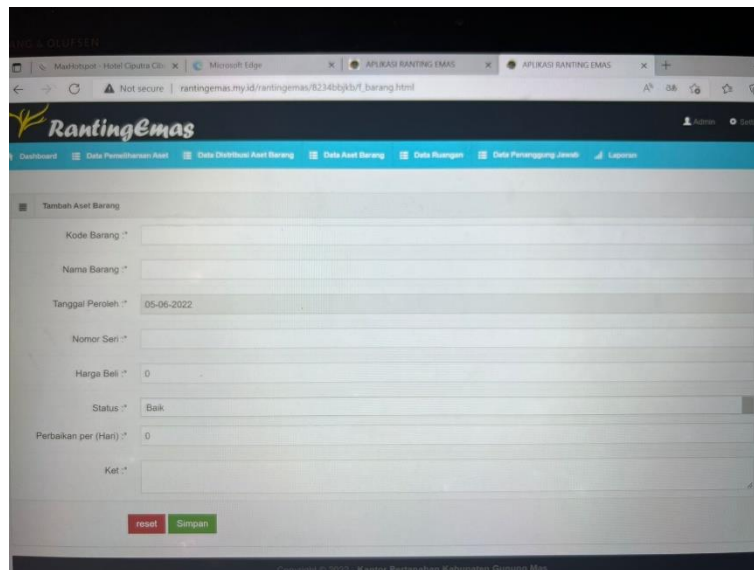 & OLUFSEN
MaxHotspot - Hotel Ciputra Cib
Microsoft Edge
APLIKASI RANTING EMAS
APLIKASI RANTING EMAS
Not secure | rantingemas.my.id/rantingemas/8234bbjkb/f_barang.html
RantingEmas
Admin
Dashboard
Data Pemeliharaan Aset
Data Distribusi Aset Barang
Data Aset Barang
Data Ruangan
Data Penanggung Jawab
Laporan
Tambah Aset Barang
Kode Barang :*
Nama Barang :*
Tanggal Peroleh :* 05-06-2022
Nomor Seri :*
Harga Beli :* 0
Status :* Baik
Perbaikan per (Hari) :* 0
Ket :*
reset Simpan
Copyright © 2022 - Kantor Pertanahan Kabupaten Gunung Mas